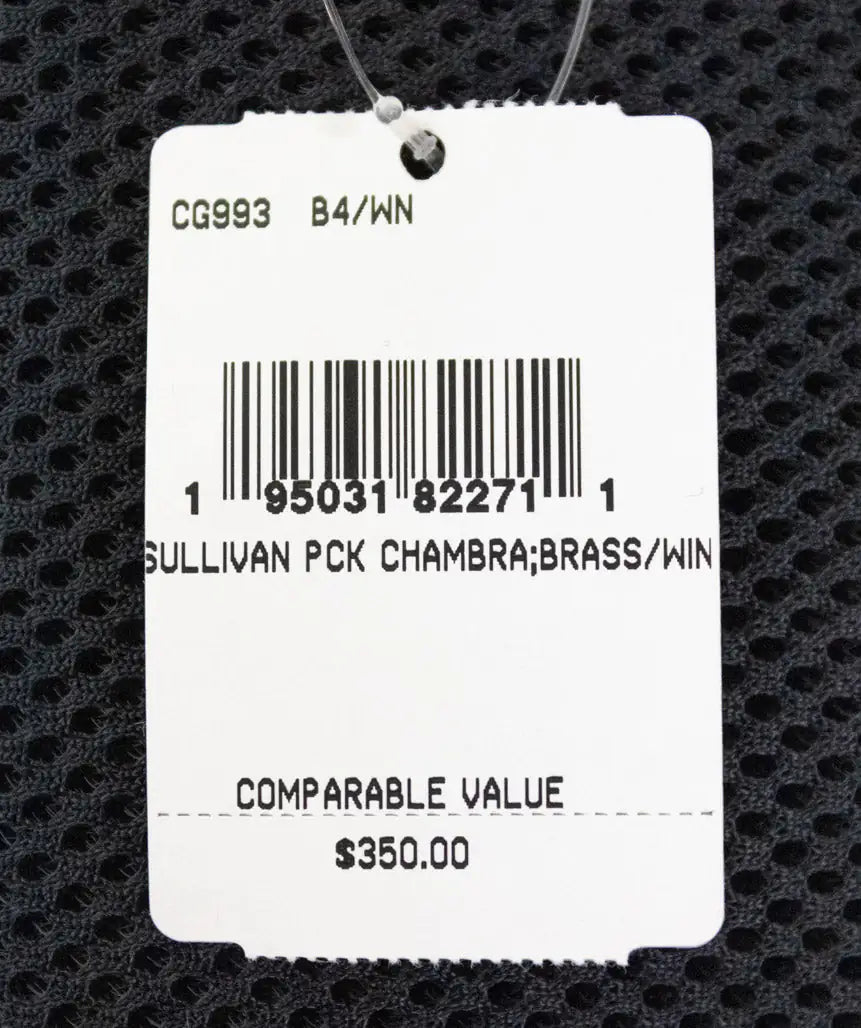 CG993 B4/WN
1 95031 82271 1
SULLIVAN PCK CHAMBRA;BRASS/WIN
COMPARABLE VALUE
$350.00